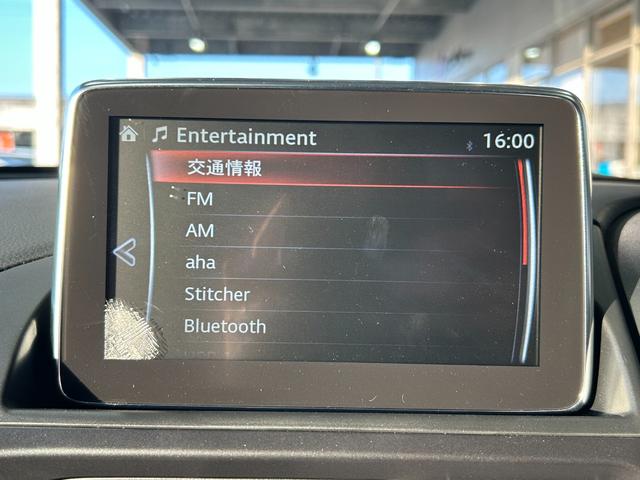 Entertainment 16:00
交通情報
FM
AM
aha
Stitcher
Bluetooth